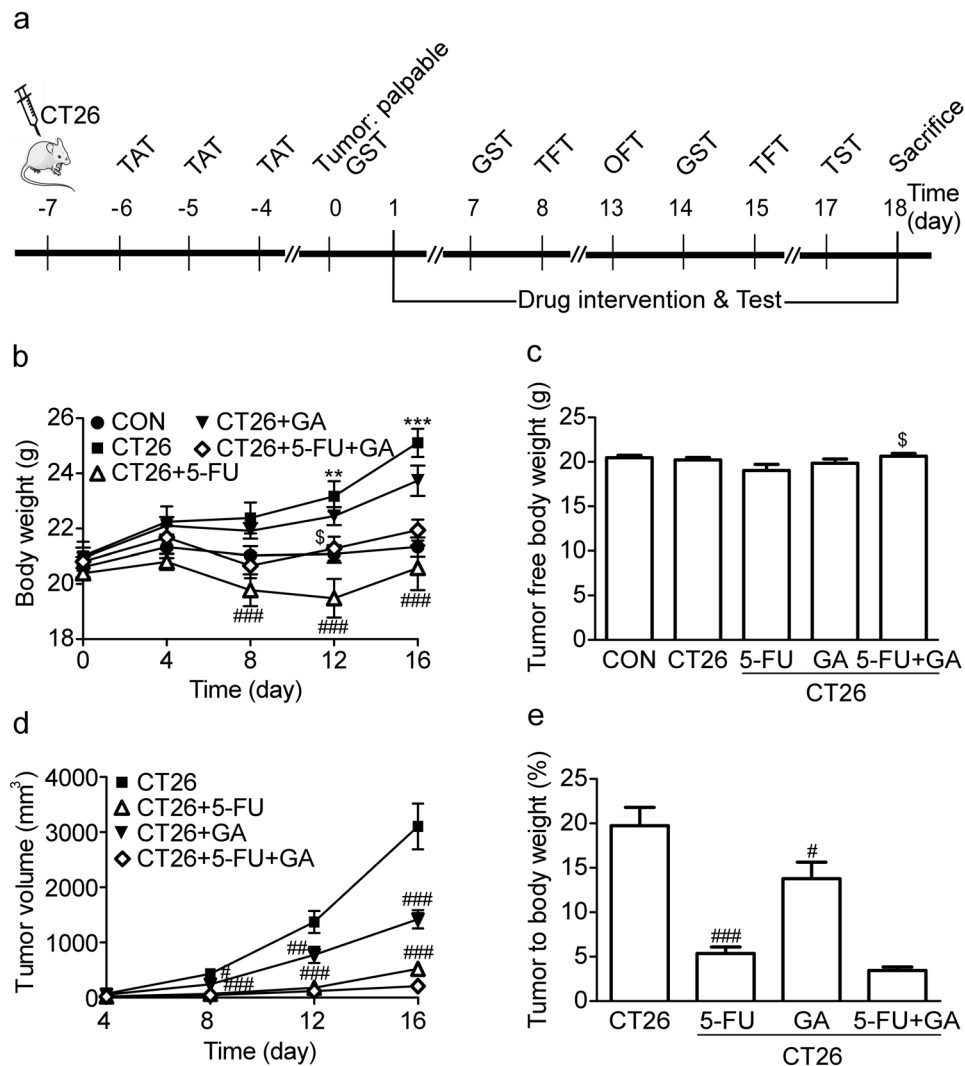 a
CT26
TAT
TAT
TAT
Tumor: palpable
GST
GST
TFT
OFT
GST
TFT
TST
Sacrifice
-7
-6
-5
-4
0
1
7
8
13
14
15
17
18
Time
(day)
Drug intervention & Test
b
Body weight (g)
26
24
22
20
18
CON
CT26
CT26+5-FU
CT26+GA
CT26+5-FU+GA
**
***
$
###
###
###
0
4
8
12
16
Time (day)
c
Tumor free body weight (g)
25
20
15
10
5
0
$
CON
CT26
5-FU
GA
5-FU+GA
CT26
d
Tumor volume (mm³)
4000
3000
2000
1000
0
CT26
CT26+5-FU
CT26+GA
CT26+5-FU+GA
#
###
##
###
###
###
4
8
12
16
Time (day)
e
Tumor to body weight (%)
25
20
15
10
5
0
###
#
CT26
5-FU
GA
5-FU+GA
CT26